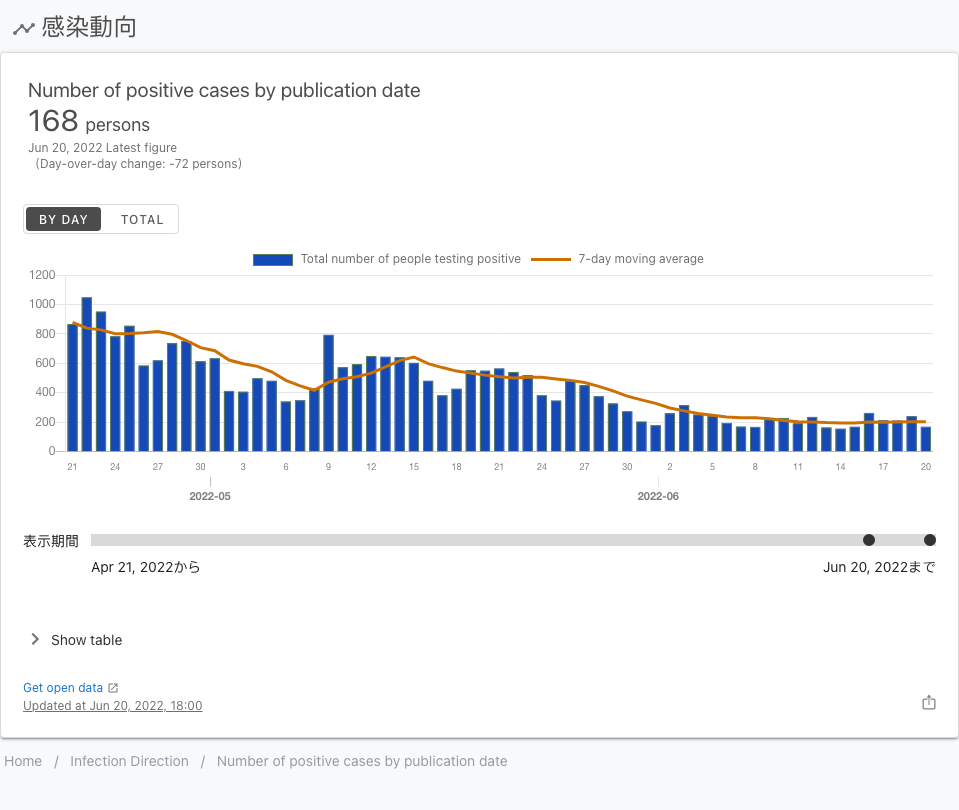 感染動向
Number of positive cases by publication date
168 persons
Jun 20, 2022 Latest figure
(Day-over-day change: -72 persons)
BY DAY TOTAL
Total number of people testing positive 7-day moving average
1200
1000
800
600
400
200
0
21 24 27 30 3 6 9 12 15 18 21 24 27 30 2 5 8 11 14 17 20
2022-05 2022-06
表示期間
Apr 21, 2022から Jun 20, 2022まで
Show table
Get open data
Updated at Jun 20, 2022, 18:00
Home / Infection Direction / Number of positive cases by publication date